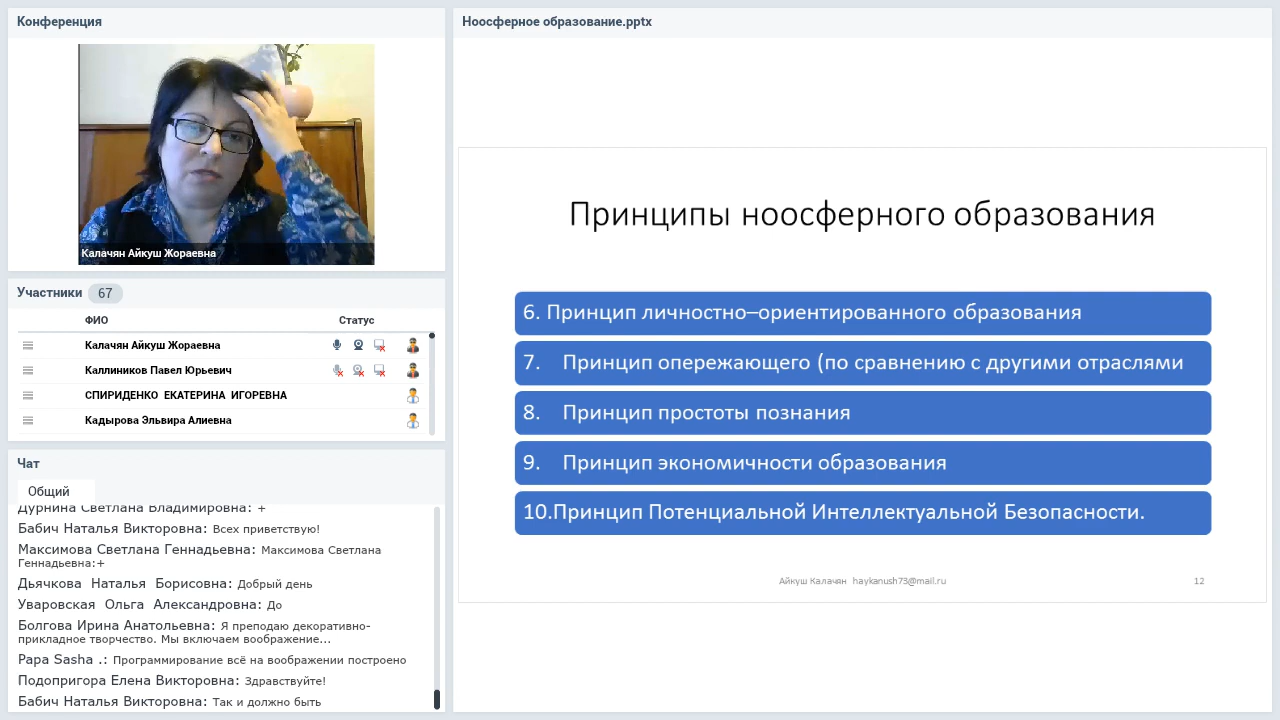 Конференция
Калачян Айкуш Жораевна
Участники 67
ФИО Статус
Калачян Айкуш Жораевна
Каллиников Павел Юрьевич
СПИРИДЕНКО ЕКАТЕРИНА ИГОРЕВНА
Кадырова Эльвира Алиевна
Чат
Общий
Дурнина Светлана Владимировна: +
Бабич Наталья Викторовна: Всех приветствую!
Максимова Светлана Геннадьевна: Максимова Светлана
Геннадьевна:+
Дьячкова Наталья Борисовна: Добрый день
Уваровская Ольга Александровна: До
Болгова Ирина Анатольевна: Я преподаю декоративно-
прикладное творчество. Мы включаем воображение...
Papa Sasha .: Программирование всё на воображении построено
Подопригора Елена Викторовна: Здравствуйте!
Бабич Наталья Викторовна: Так и должно быть
Ноосферное образование.pptx
Принципы ноосферного образования
6. Принцип личностно–ориентированного образования
7. Принцип опережающего (по сравнению с другими отраслями
8. Принцип простоты познания
9. Принцип экономичности образования
10.Принцип Потенциальной Интеллектуальной Безопасности.
Айкуш Калачян haykanush73@mail.ru 12